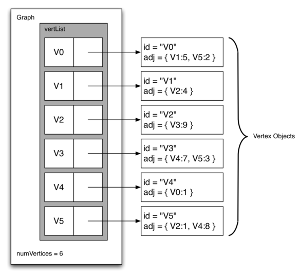 Graph
vertList
V0
id = "V0"
adj = { V1:5, V5:2 }
V1
id = "V1"
adj = { V2:4 }
V2
id = "V2"
adj = { V3:9 }
V3
id = "V3"
adj = { V4:7, V5:3 }
V4
id = "V4"
adj = { V0:1 }
V5
id = "V5"
adj = { V2:1, V4:8 }
Vertex Objects
numVertices = 6